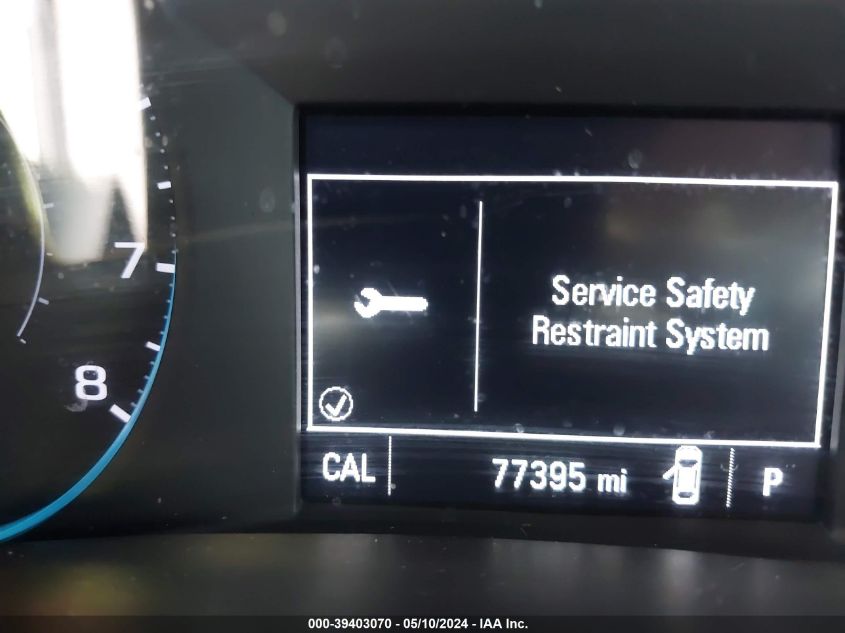 7
8
Service Safety
Restraint System
CAL
77395 mi
P
000-39403070 - 05/10/2024 - IAA Inc.